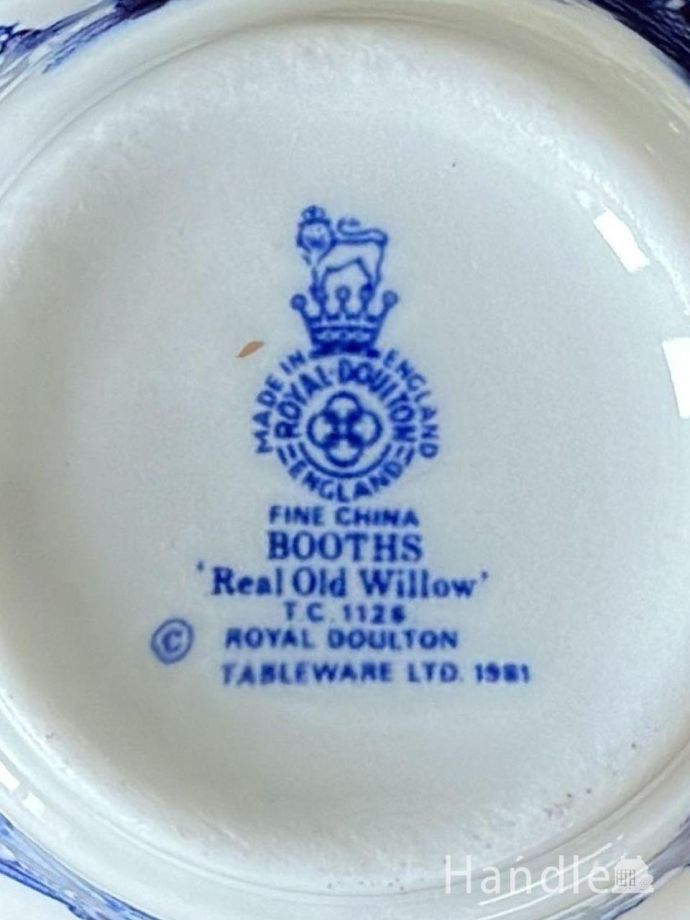 MADE IN ENGLAND
ROYAL·DOULTON
=ENGLAND=
FINE CHINA
BOOTHS
'Real Old Willow'
T.C. 1126
© ROYAL DOULTON
TABLEWARE LTD. 1981
Handle